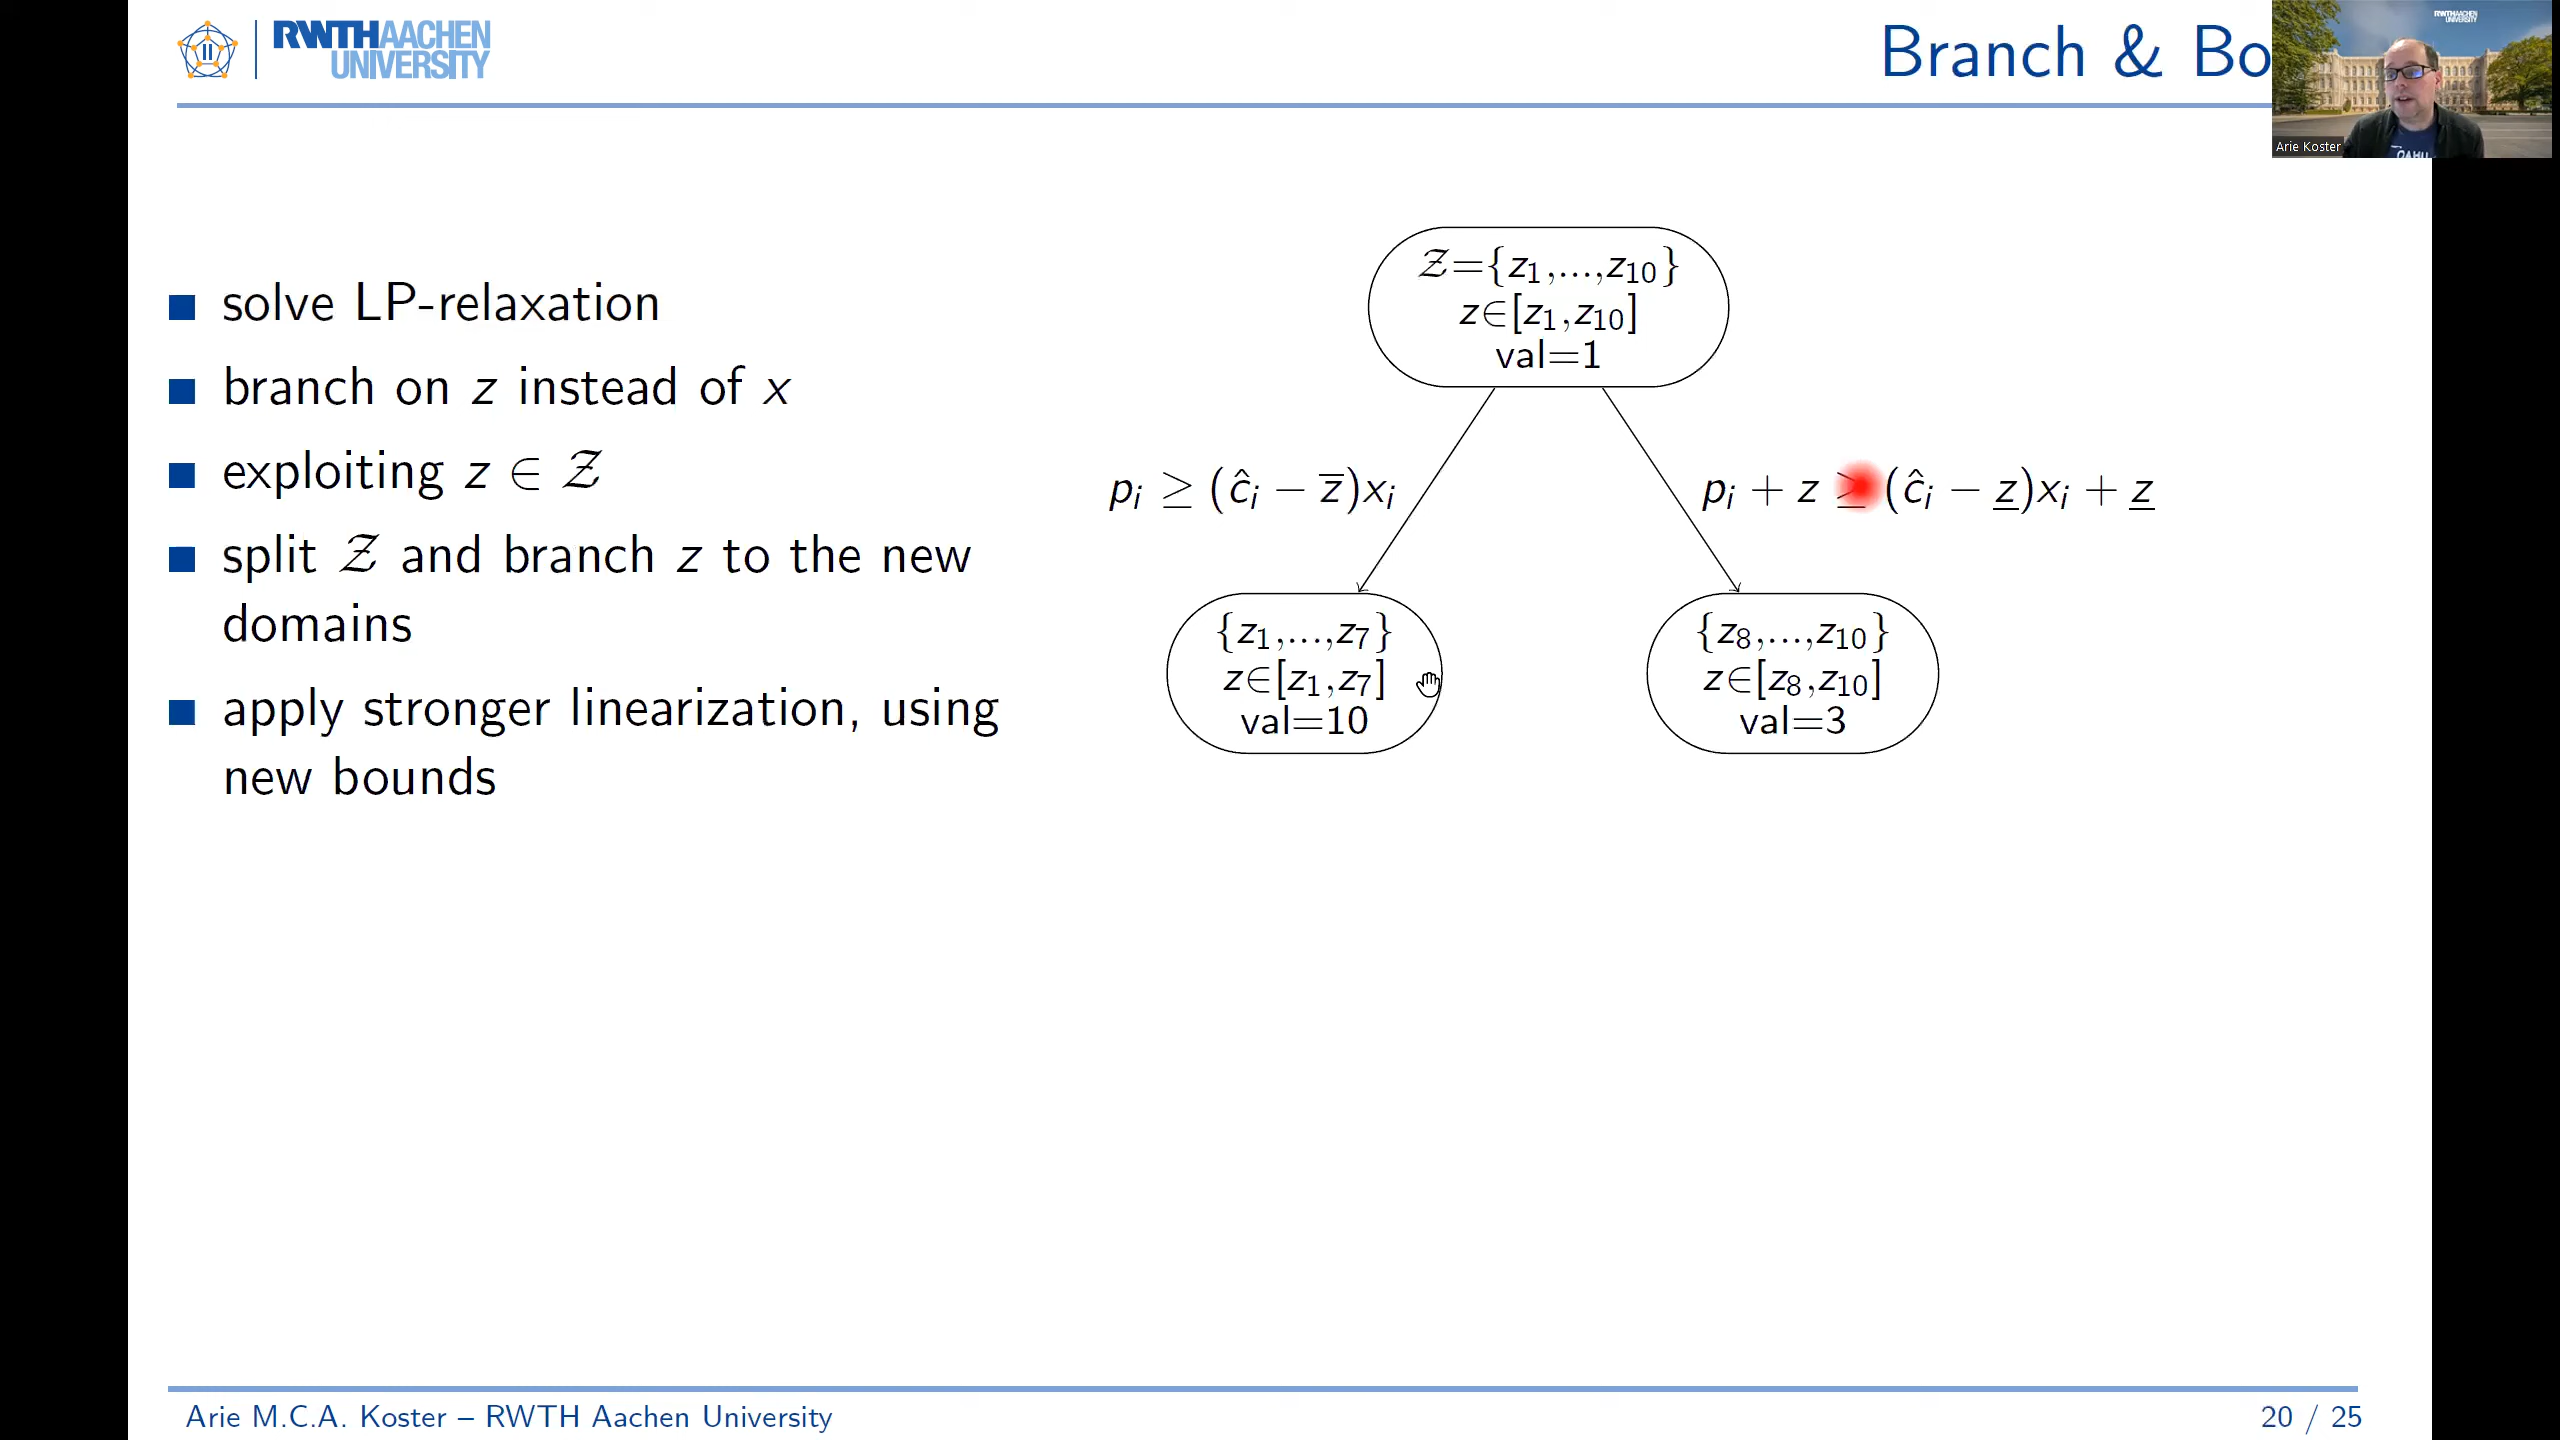 RWTHAACHEN
UNIVERSITY
Branch & Bo
RWTHAACHEN
UNIVERSITY
Arie Koster
solve LP-relaxation
branch on z instead of x
exploiting z ∈ 𝒵
split 𝒵 and branch z to the new
domains
apply stronger linearization, using
new bounds
𝒵={z₁,...,z₁₀}
z∈[z₁,z₁₀]
val=1
pᵢ ≥ (ĉᵢ − z̅)xᵢ
pᵢ + z ≥ (ĉᵢ − z̲)xᵢ + z̲
{z₁,...,z₇}
z∈[z₁,z₇]
val=10
{z₈,...,z₁₀}
z∈[z₈,z₁₀]
val=3
Arie M.C.A. Koster – RWTH Aachen University
20 / 25